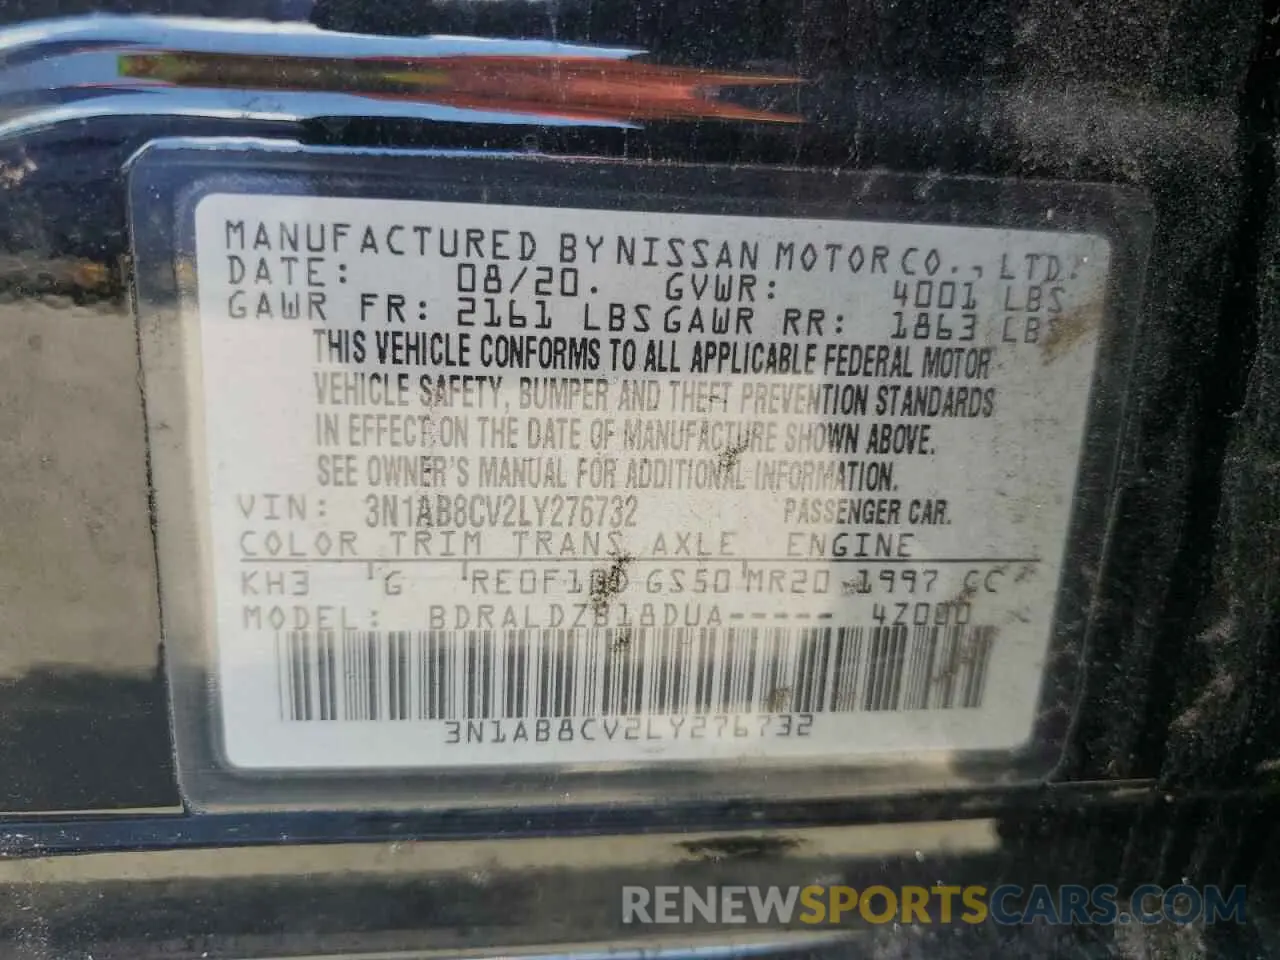 MANUFACTURED BY NISSAN MOTOR CO., LTD.
DATE: 08/20. GVWR: 4001 LBS
GAWR FR: 2161 LBS GAWR RR: 1863 LBS
THIS VEHICLE CONFORMS TO ALL APPLICABLE FEDERAL MOTOR
VEHICLE SAFETY, BUMPER AND THEFT PREVENTION STANDARDS
IN EFFECT ON THE DATE OF MANUFACTURE SHOWN ABOVE.
SEE OWNER'S MANUAL FOR ADDITIONAL INFORMATION.
VIN: 3N1AB8CV2LY276732 PASSENGER CAR.
COLOR TRIM TRANS AXLE ENGINE
KH3 G GS50 MR20 1997 CC
MODEL: -----
3N1AB8CV2LY276732
RENEWSPORTSCARS.COM